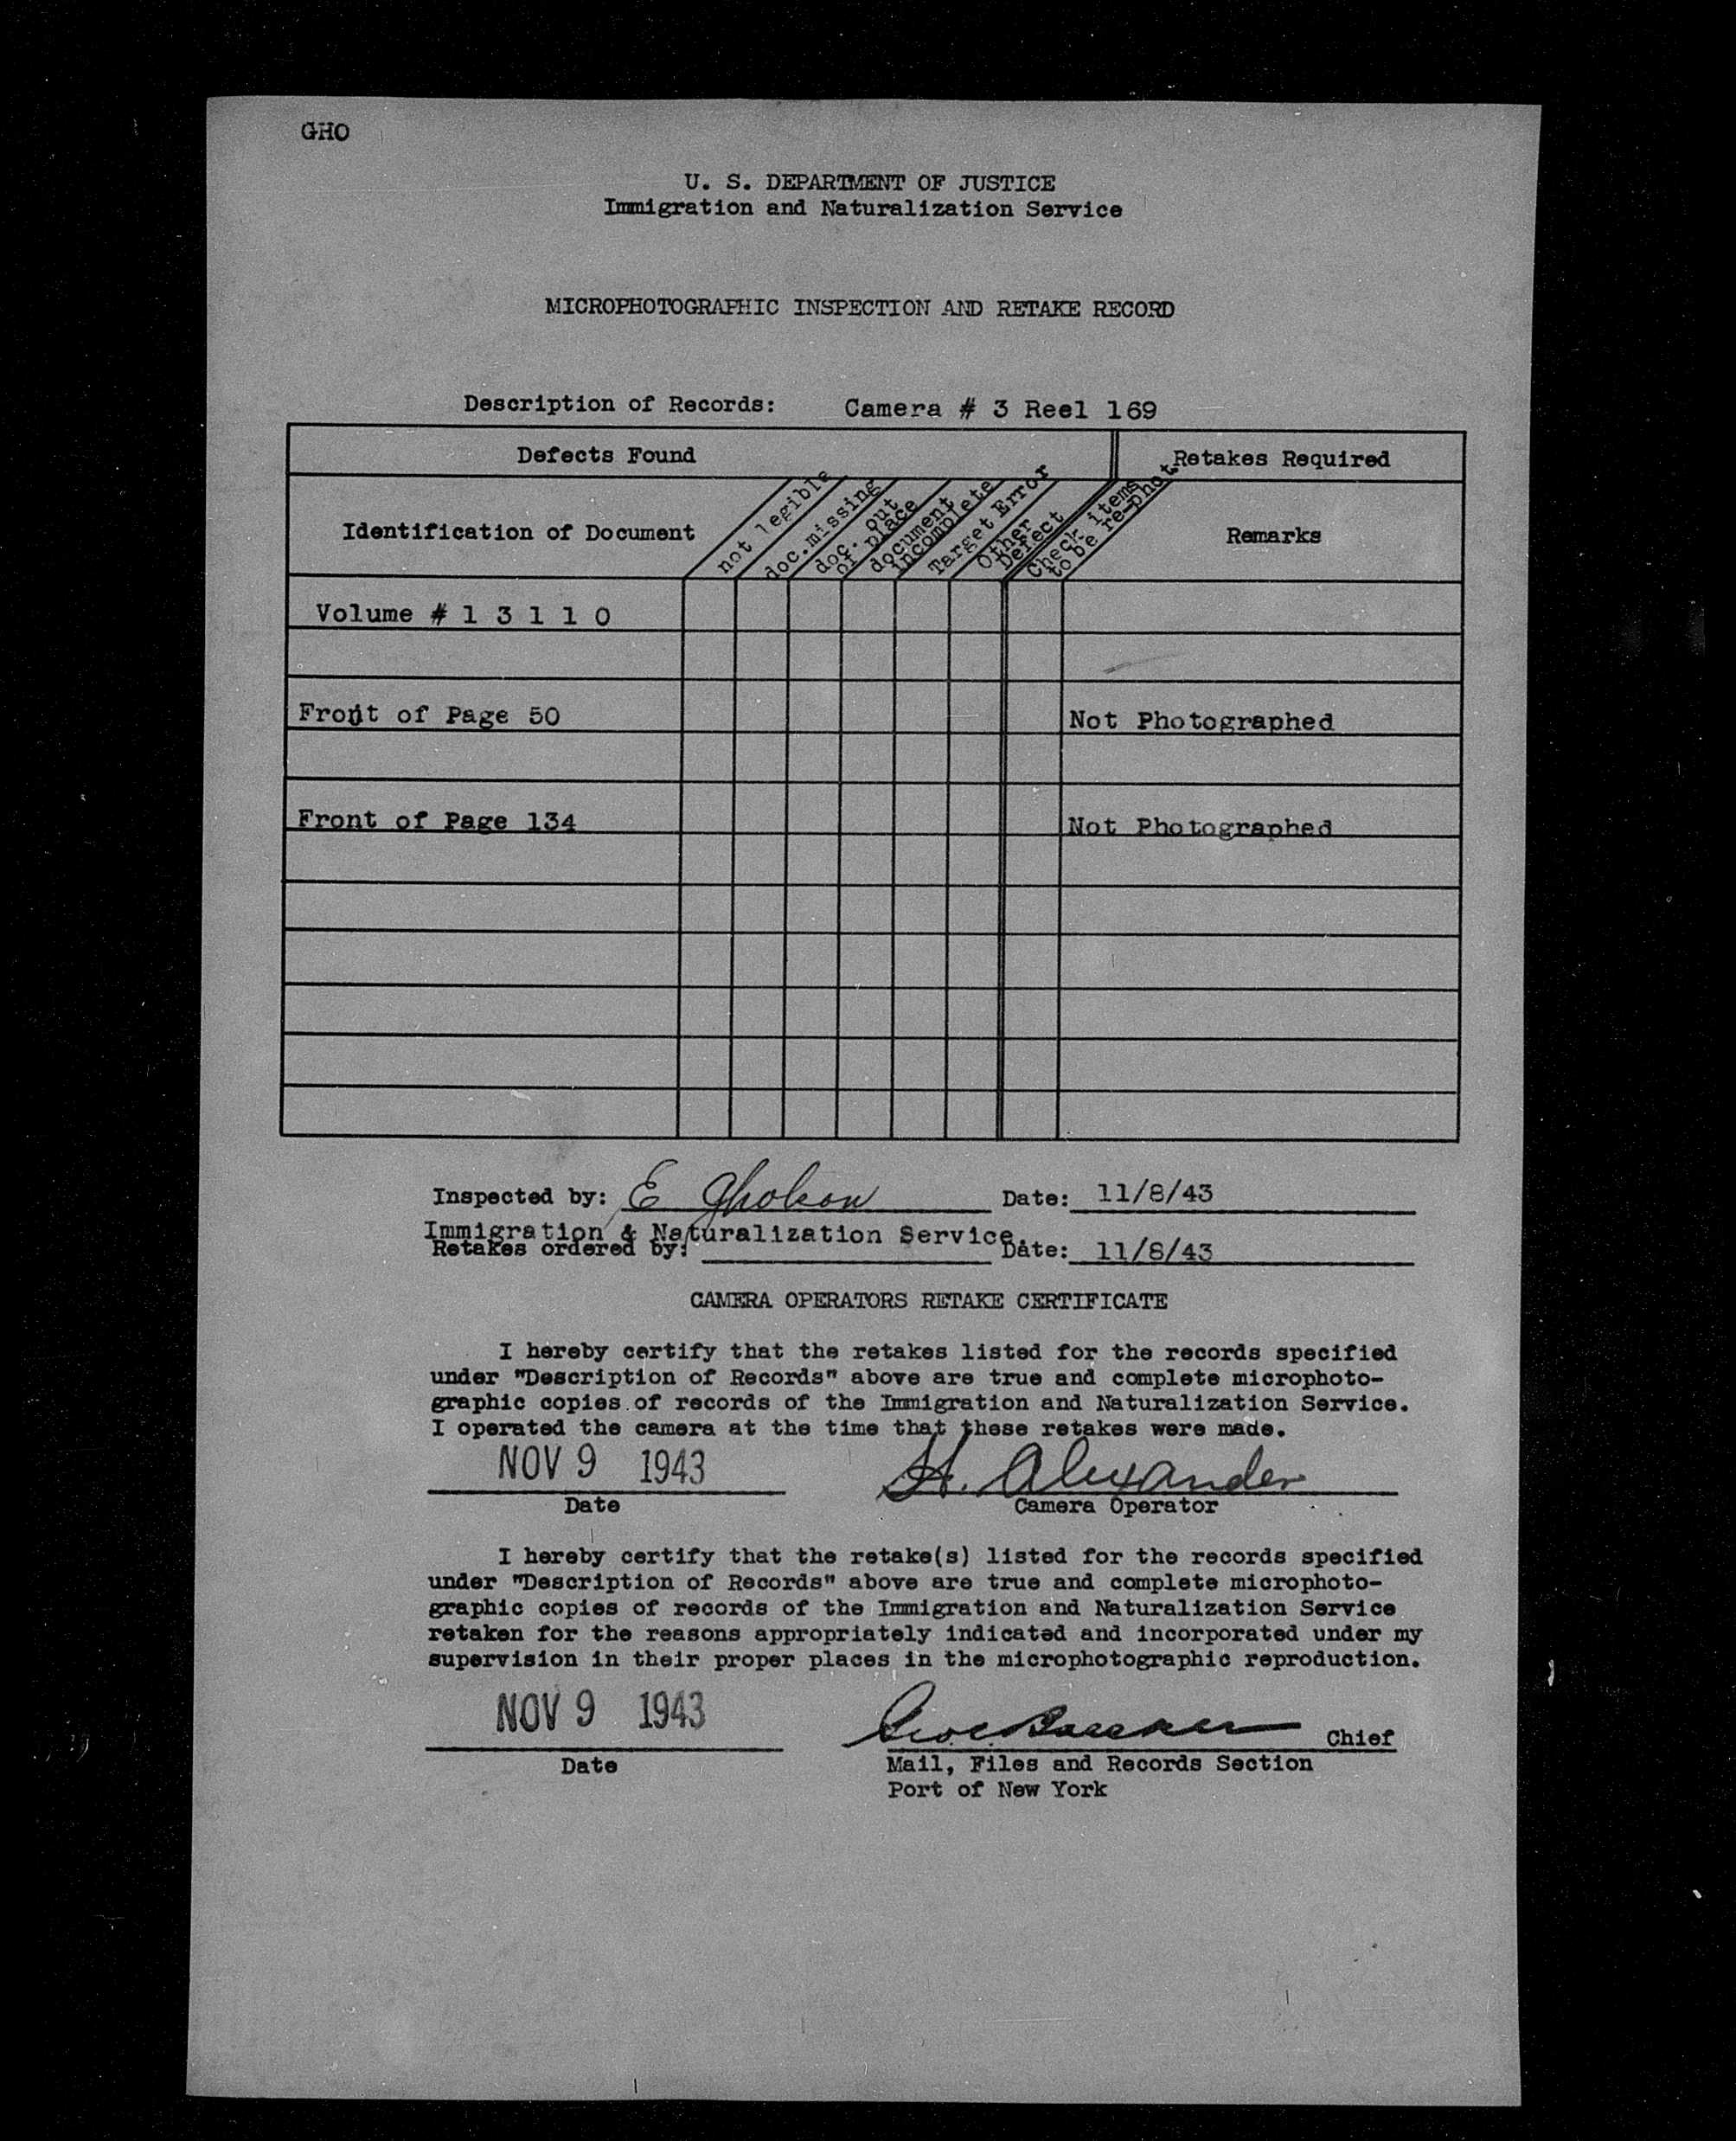 GHO
U. S. DEPARTMENT OF JUSTICE
Immigration and Naturalization Service
MICROPHOTOGRAPHIC INSPECTION AND RETAKE RECORD
Description of Records: Camera # 3 Reel 169
Defects Found
Retakes Required
Identification of Document
not legible
doc.missing
doc. out
of place
document
incomplete
Target Error
Other
Defect
Check items
to be re-phot
Remarks
Volume # 1 3 1 1 0
Front of Page 50 Not Photographed
Front of Page 134 Not Photographed
Inspected by: E Gholson Date: 11/8/43
Immigration & Naturalization Service.
Retakes ordered by: Date: 11/8/43
CAMERA OPERATORS RETAKE CERTIFICATE
I hereby certify that the retakes listed for the records specified
under "Description of Records" above are true and complete microphoto-
graphic copies of records of the Immigration and Naturalization Service.
I operated the camera at the time that these retakes were made.
NOV 9 1943 H. Alexander
Date Camera Operator
I hereby certify that the retake(s) listed for the records specified
under "Description of Records" above are true and complete microphoto-
graphic copies of records of the Immigration and Naturalization Service
retaken for the reasons appropriately indicated and incorporated under my
supervision in their proper places in the microphotographic reproduction.
NOV 9 1943 Chief
Date Mail, Files and Records Section
Port of New York